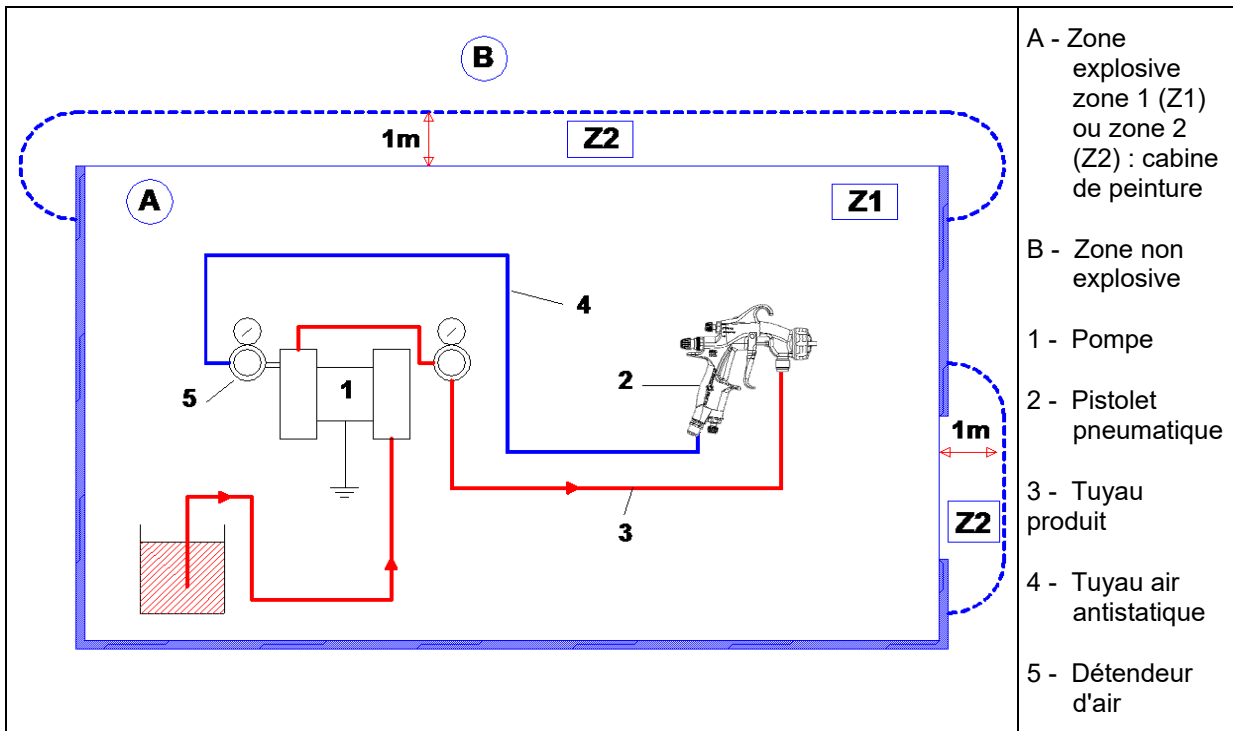 B
1m
Z2
A
Z1
4
5
1
2
1m
Z2
3
A - Zone
explosive
zone 1 (Z1)
ou zone 2
(Z2) : cabine
de peinture
B - Zone non
explosive
1 - Pompe
2 - Pistolet
pneumatique
3 - Tuyau
produit
4 - Tuyau air
antistatique
5 - Détendeur
d'air